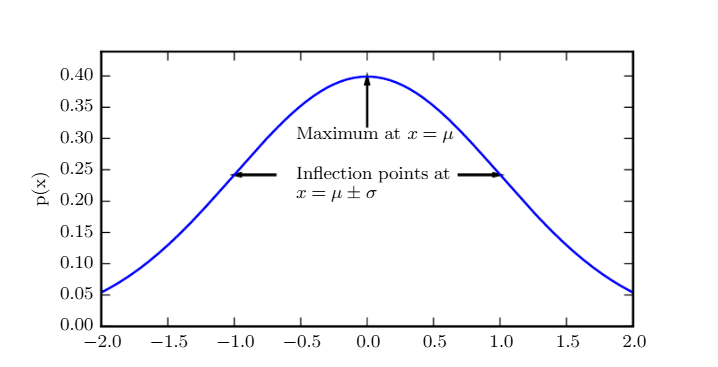 0.40
0.35
0.30
0.25
0.20
0.15
0.10
0.05
0.00
p(x)
Maximum at x = μ
Inflection points at
x = μ ± σ
−2.0 −1.5 −1.0 −0.5 0.0 0.5 1.0 1.5 2.0